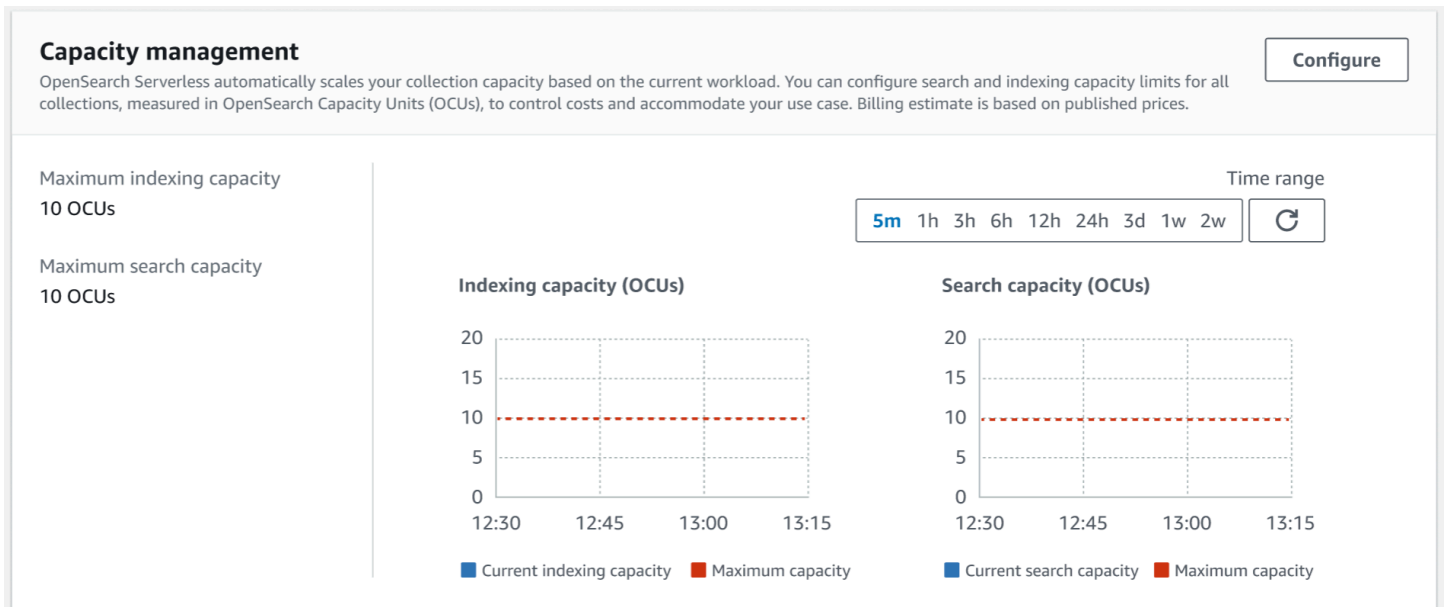 Capacity management
Configure
OpenSearch Serverless automatically scales your collection capacity based on the current workload. You can configure search and indexing capacity limits for all
collections, measured in OpenSearch Capacity Units (OCUs), to control costs and accommodate your use case. Billing estimate is based on published prices.
Maximum indexing capacity
10 OCUs
Maximum search capacity
10 OCUs
Time range
5m 1h 3h 6h 12h 24h 3d 1w 2w
Indexing capacity (OCUs)
20
15
10
5
0
12:30 12:45 13:00 13:15
Current indexing capacity Maximum capacity
Search capacity (OCUs)
20
15
10
5
0
12:30 12:45 13:00 13:15
Current search capacity Maximum capacity